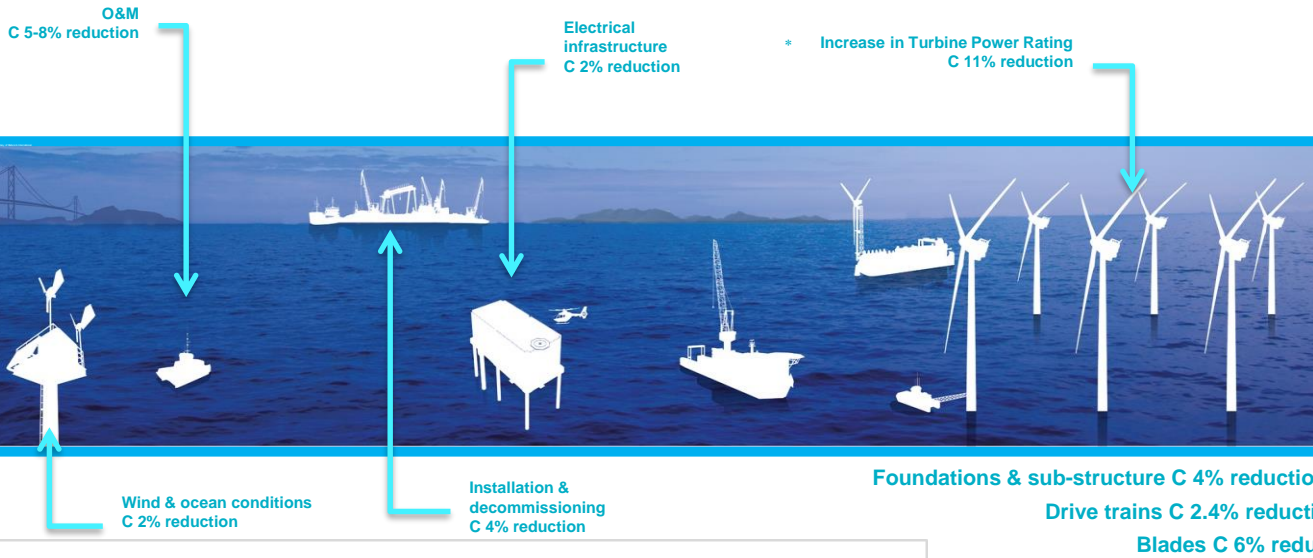 O&M
C 5-8% reduction
Electrical
infrastructure
C 2% reduction
* Increase in Turbine Power Rating
C 11% reduction
Wind & ocean conditions
C 2% reduction
Installation &
decommissioning
C 4% reduction
Foundations & sub-structure C 4% reductio
Drive trains C 2.4% reducti
Blades C 6% redu